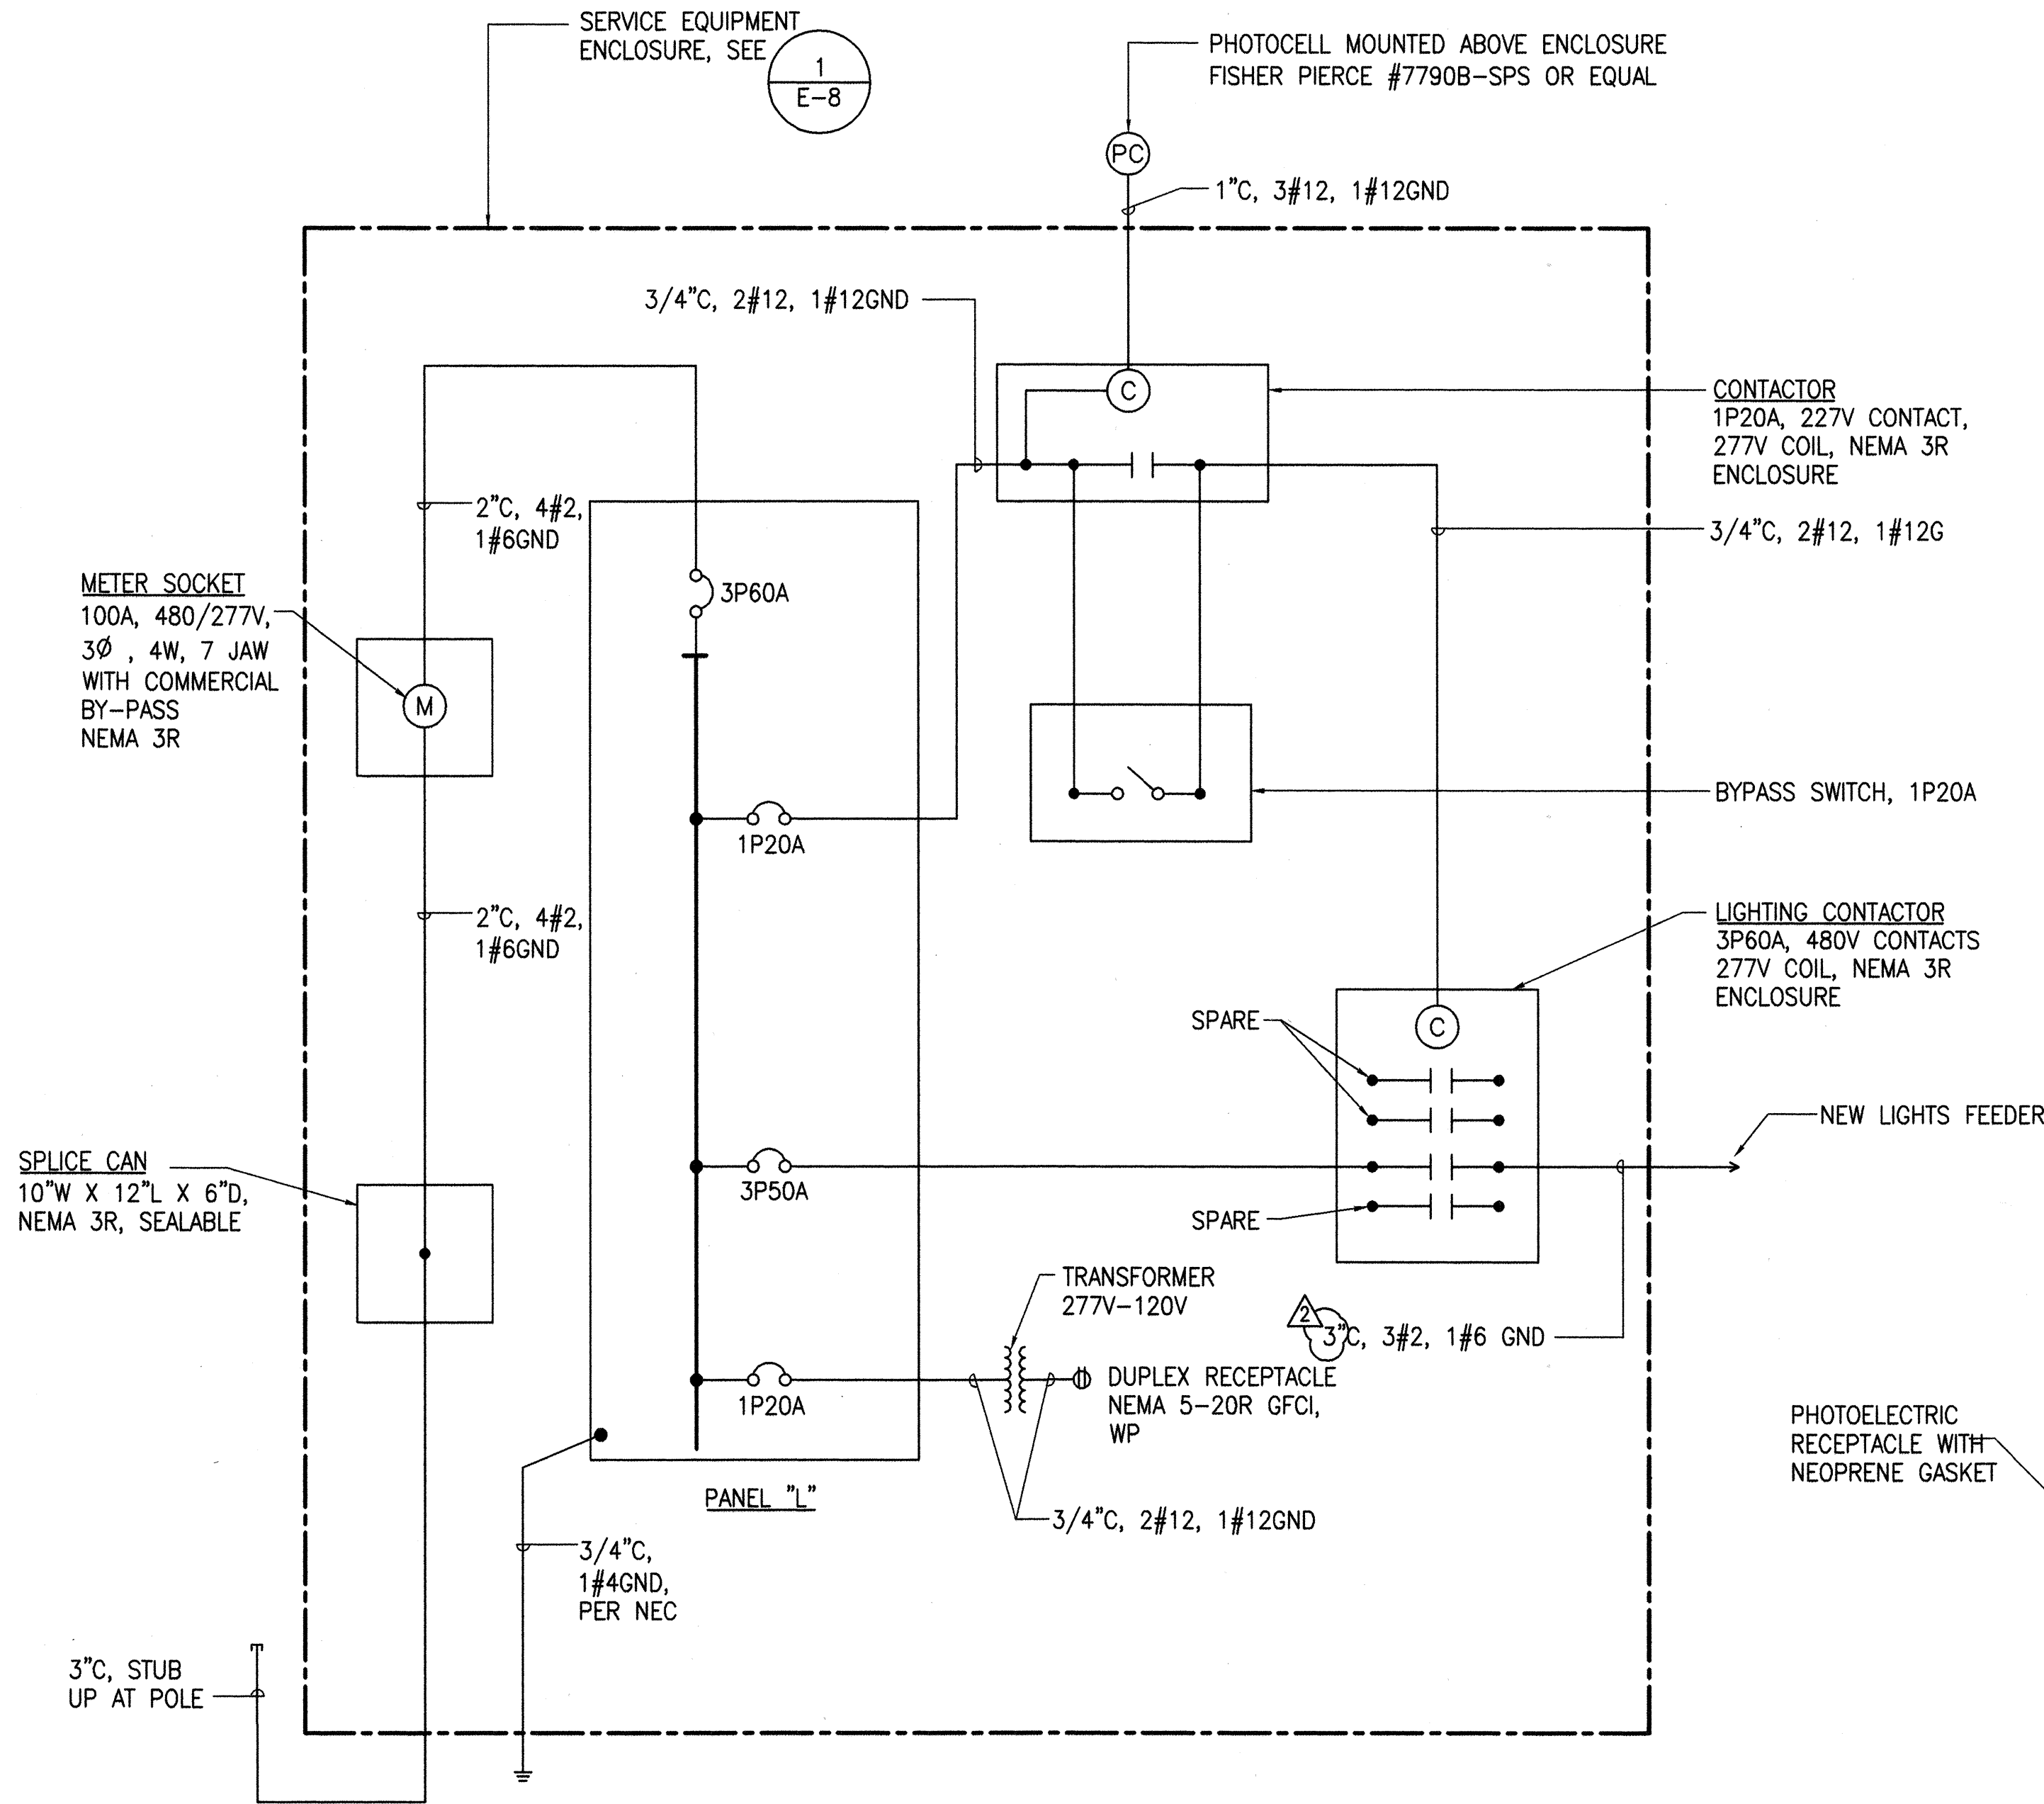 SERVICE EQUIPMENT
ENCLOSURE, SEE
1
E-8
PHOTOCELL MOUNTED ABOVE ENCLOSURE
FISHER PIERCE #7790B-SPS OR EQUAL
PC
1"C, 3#12, 1#12GND
3/4"C, 2#12, 1#12GND
C
CONTACTOR
1P20A, 227V CONTACT,
277V COIL, NEMA 3R
ENCLOSURE
2"C, 4#2,
1#6GND
3/4"C, 2#12, 1#12G
METER SOCKET
100A, 480/277V,
3Ø , 4W, 7 JAW
WITH COMMERCIAL
BY-PASS
NEMA 3R
M
3P60A
BYPASS SWITCH, 1P20A
1P20A
2"C, 4#2,
1#6GND
LIGHTING CONTACTOR
3P60A, 480V CONTACTS
277V COIL, NEMA 3R
ENCLOSURE
C
SPARE
NEW LIGHTS FEEDER
SPLICE CAN
10"W X 12"L X 6"D,
NEMA 3R, SEALABLE
3P50A
SPARE
TRANSFORMER
277V-120V
2
3"C, 3#2, 1#6 GND
1P20A
DUPLEX RECEPTACLE
NEMA 5-20R GFCI,
WP
PHOTOELECTRIC
RECEPTACLE WITH
NEOPRENE GASKET
PANEL "L"
3/4"C, 2#12, 1#12GND
3/4"C,
1#4GND,
PER NEC
3"C, STUB
UP AT POLE